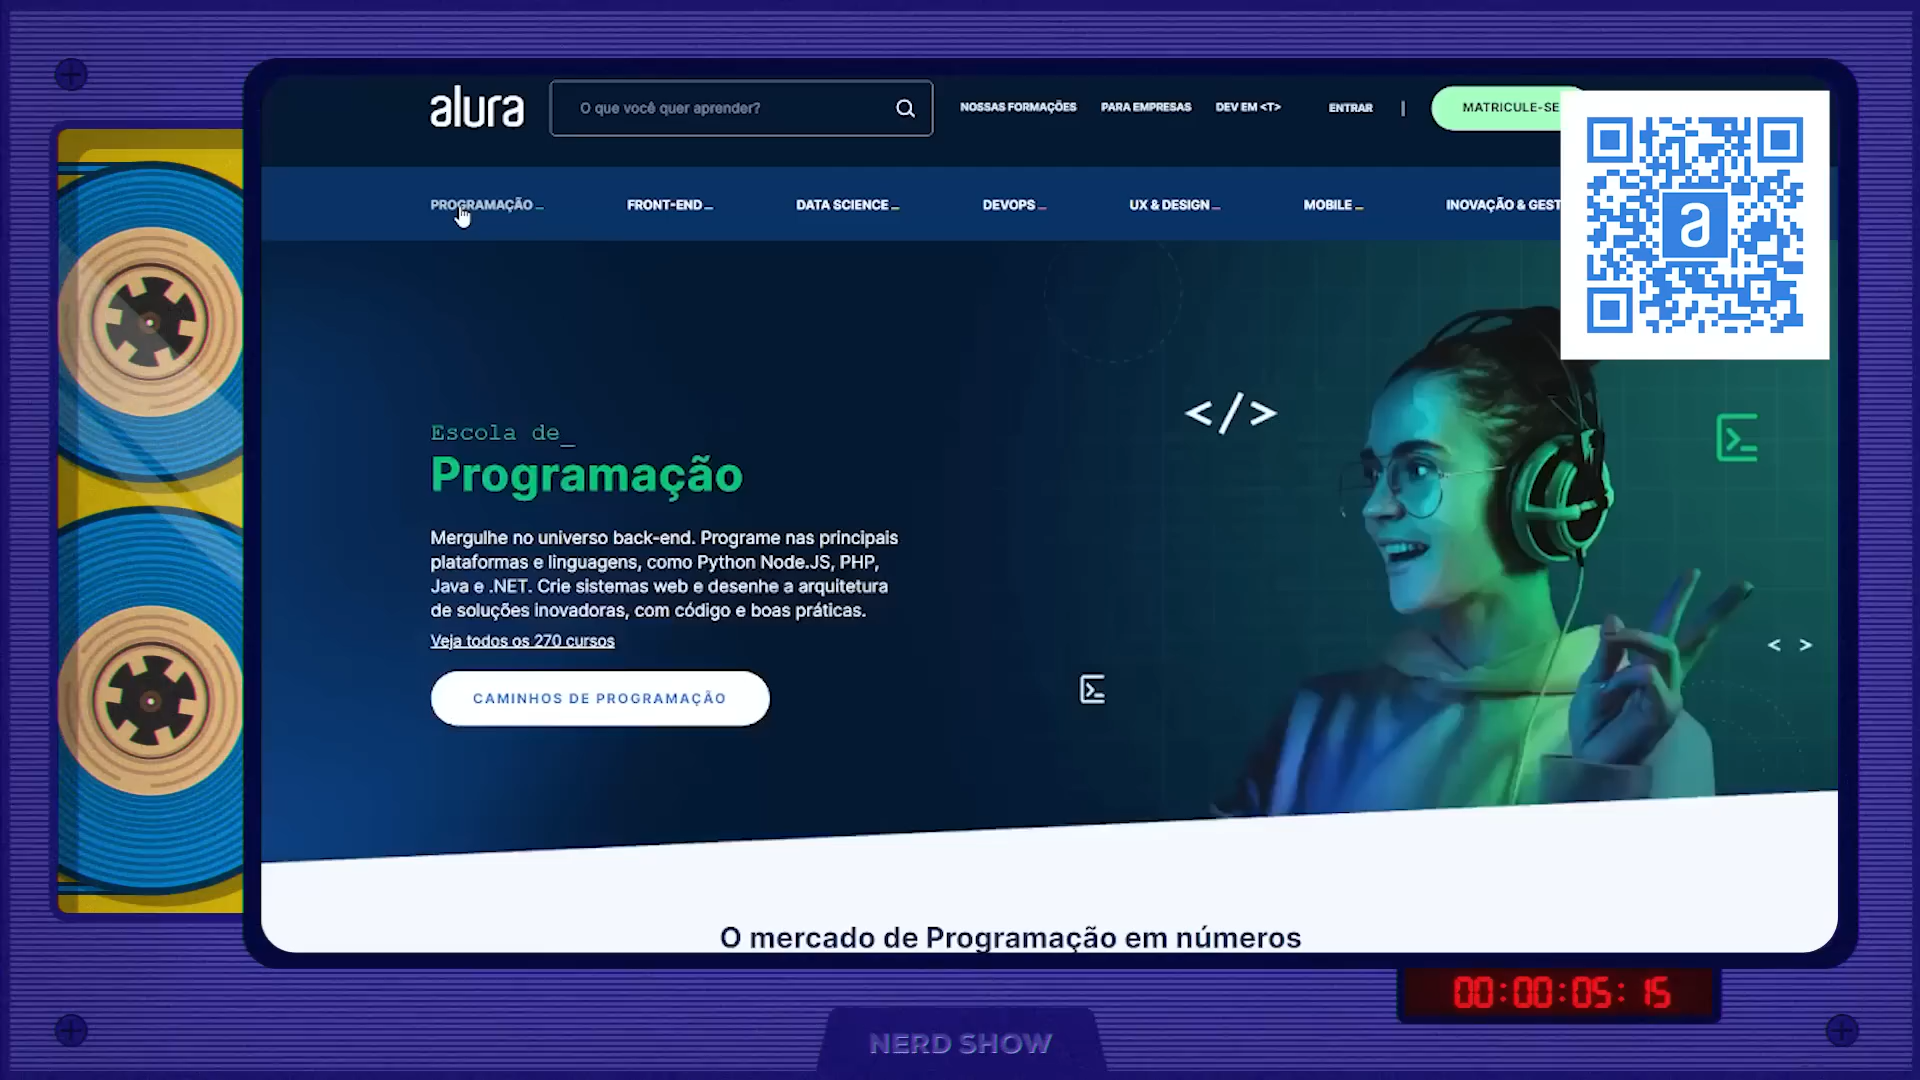 alura
O que você quer aprender?
NOSSAS FORMAÇÕES
PARA EMPRESAS
DEV EM <T>
ENTRAR
|
MATRICULE-SE
PROGRAMAÇÃO _
FRONT-END _
DATA SCIENCE _
DEVOPS _
UX & DESIGN _
MOBILE _
INOVAÇÃO & GEST
a
</>
Escola de_
Programação
Mergulhe no universo back-end. Programe nas principais
plataformas e linguagens, como Python Node.JS, PHP,
Java e .NET. Crie sistemas web e desenhe a arquitetura
de soluções inovadoras, com código e boas práticas.
Veja todos os 270 cursos
< >
CAMINHOS DE PROGRAMAÇÃO
O mercado de Programação em números
00:00:05:15
NERD SHOW